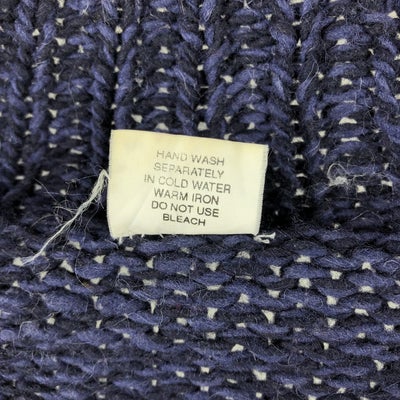 HAND WASH
SEPARATELY
IN COLD WATER
WARM IRON
DO NOT USE
BLEACH